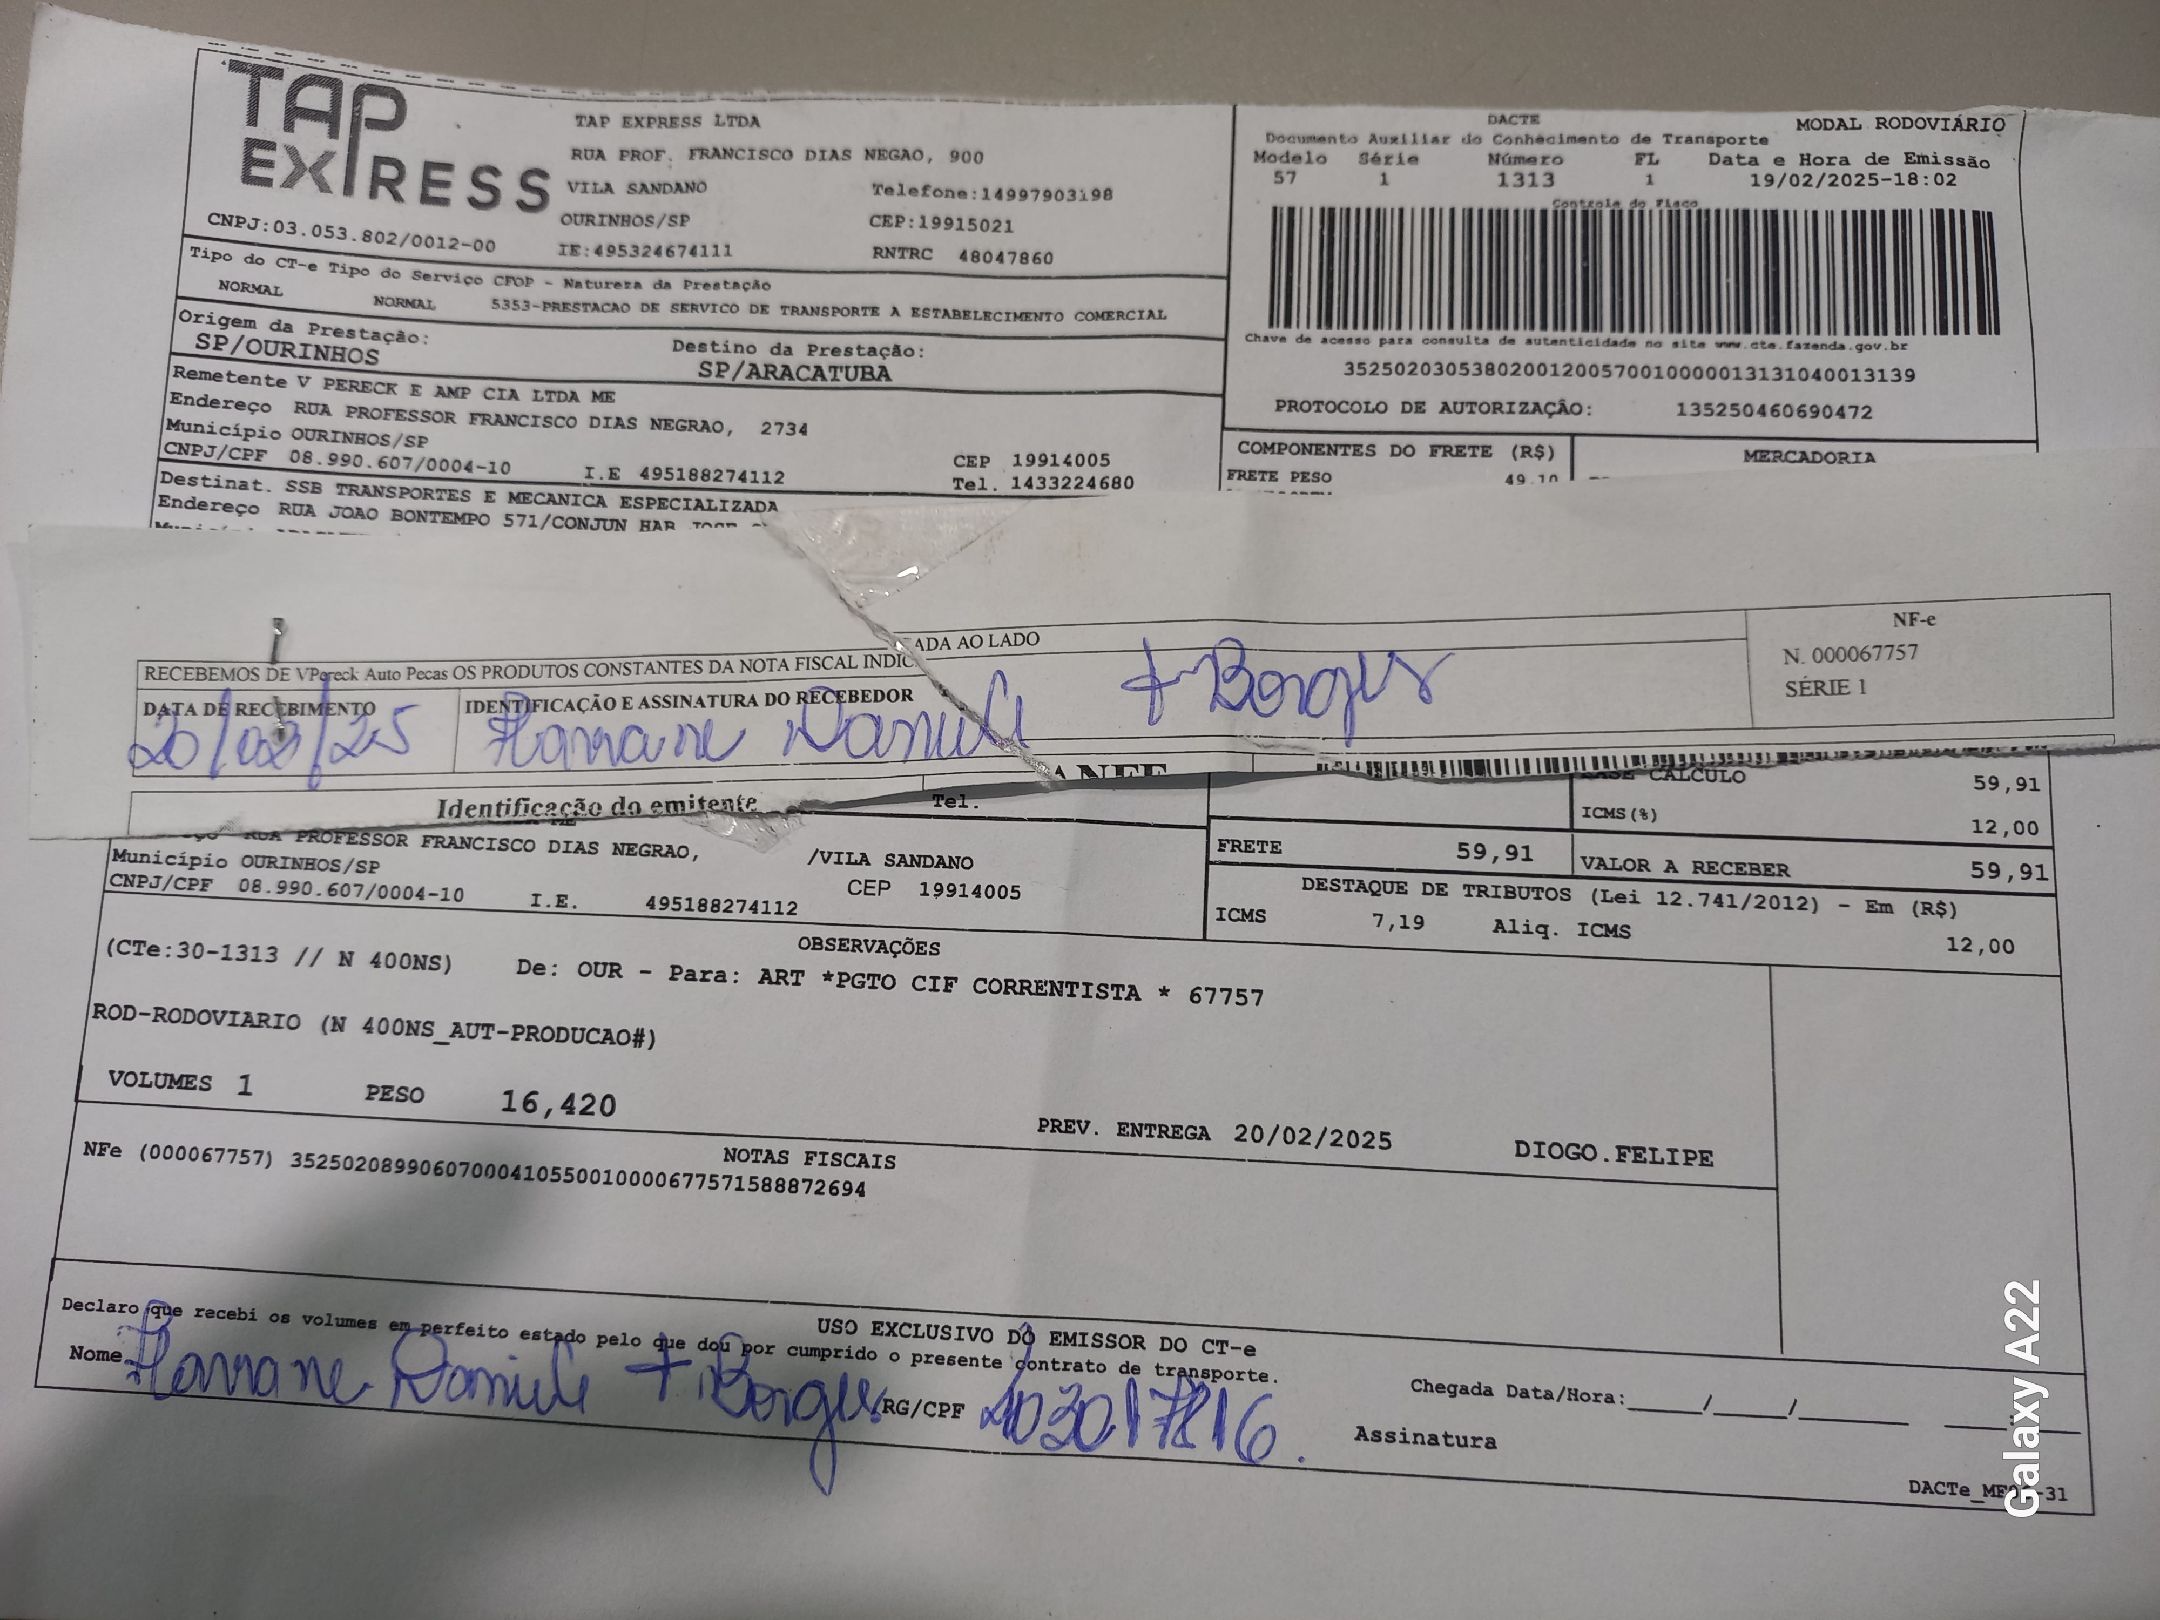 TAP
EXPRESS
CNPJ:03.053.802/0012-00
TAP EXPRESS LTDA
RUA PROF. FRANCISCO DIAS NEGAO, 900
VILA SANDANO Telefone:14997903198
OURINHOS/SP CEP:19915021
IE:495324674111 RNTRC 48047860
DACTE MODAL RODOVIÁRIO
Documento Auxiliar do Conhecimento de Transporte
Modelo Série Número FL Data e Hora de Emissão
57 1 1313 1 19/02/2025-18:02
Controle do Fisco
Chave de acesso para consulta de autenticidade no site www.cte.fazenda.gov.br
35250203053802001200570010000013131040013139
PROTOCOLO DE AUTORIZAÇÃO: 135250460690472
Tipo do CT-e Tipo do Serviço CFOP - Natureza da Prestação
NORMAL NORMAL 5353-PRESTACAO DE SERVICO DE TRANSPORTE A ESTABELECIMENTO COMERCIAL
Origem da Prestação: Destino da Prestação:
SP/OURINHOS SP/ARACATUBA
Remetente V PERECK E AMP CIA LTDA ME
Endereço RUA PROFESSOR FRANCISCO DIAS NEGRAO, 2734
Município OURINHOS/SP CEP 19914005
CNPJ/CPF 08.990.607/0004-10 I.E 495188274112 Tel. 1433224680
COMPONENTES DO FRETE (R$) MERCADORIA
FRETE PESO 49,10
Destinat. SSB TRANSPORTES E MECANICA ESPECIALIZADA
Endereço RUA JOAO BONTEMPO 571/CONJUN HAB
RECEBEMOS DE VPereck Auto Pecas OS PRODUTOS CONSTANTES DA NOTA FISCAL INDIC ADA AO LADO
NF-e
N. 000067757
SÉRIE 1
DATA DE RECEBIMENTO IDENTIFICAÇÃO E ASSINATURA DO RECEBEDOR
20/02/25 Daniele + Borges
Identificação do emitente Tel.
RUA PROFESSOR FRANCISCO DIAS NEGRAO, /VILA SANDANO
Município OURINHOS/SP CEP 19914005
CNPJ/CPF 08.990.607/0004-10 I.E. 495188274112
CALCULO 59,91
ICMS(%) 12,00
FRETE 59,91 VALOR A RECEBER 59,91
DESTAQUE DE TRIBUTOS (Lei 12.741/2012) - Em (R$)
ICMS 7,19 Aliq. ICMS 12,00
OBSERVAÇÕES
(CTe:30-1313 // N 400NS) De: OUR - Para: ART *PGTO CIF CORRENTISTA * 67757
ROD-RODOVIARIO (N 400NS_AUT-PRODUCAO#)
VOLUMES 1 PESO 16,420
PREV. ENTREGA 20/02/2025 DIOGO.FELIPE
NOTAS FISCAIS
NFe (000067757) 35250208990607000410550010000677571588872694
USO EXCLUSIVO DO EMISSOR DO CT-e
Declaro que recebi os volumes em perfeito estado pelo que dou por cumprido o presente contrato de transporte.
Nome Daniele + Borges RG/CPF
Chegada Data/Hora:_____/_____/_______
Assinatura
Galaxy A22